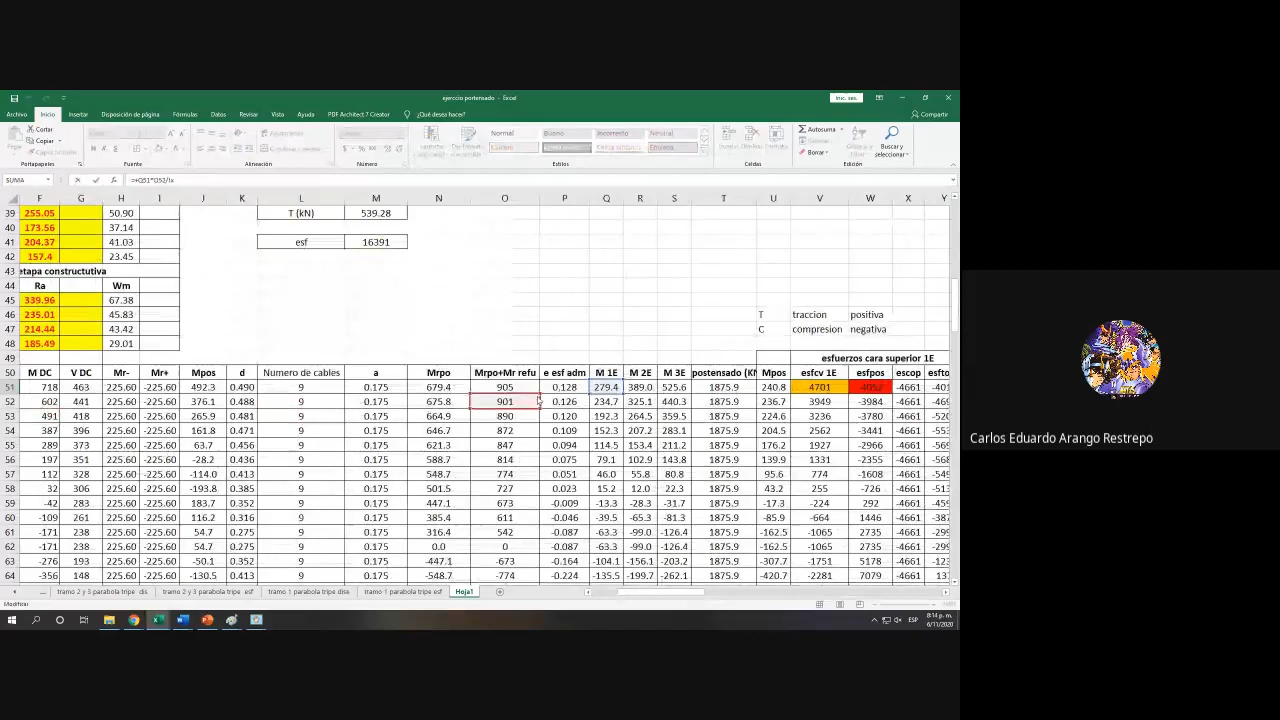 ejerccio portensado - Excel
Inic. ses.
Archivo Inicio Insertar Disposición de página Fórmulas Datos Revisar Vista Ayuda PDF Architect 7 Creator ¿Qué desea hacer? Compartir
Cortar
Copiar
Pegar
Normal Bueno Incorrecto Neutral
Autosuma
Borrar
Buscar y seleccionar
Portapapeles Fuente Alineación Número Estilos Celdas Edición
SUMA =+Q51*O52/!x
F G H I J K L M N O P Q R S T U V W X Y
39 255.05 50.90 T (kN) 539.28
40 173.56 37.14
41 204.37 41.03 esf 16391
42 157.4 23.45
43 etapa constructutiva
44 Ra Wm
45 339.96 67.38
46 235.01 45.83 T traccion positiva
47 214.44 43.42 C compresion negativa
48 185.49 29.01
49 esfuerzos cara superior 1E
50 M DC V DC Mr- Mr+ Mpos d Numero de cables a Mrpo Mrpo+Mr refu e esf adm M 1E M 2E M 3E postensado (K Mpos esfcv 1E esfpos escop esfto
51 718 463 225.60 -225.60 492.3 0.490 9 0.175 679.4 905 0.128 279.4 389.0 525.6 1875.9 240.8 4701 -4052 -4661 -401
52 602 441 225.60 -225.60 376.1 0.488 9 0.175 675.8 901 0.126 234.7 325.1 440.3 1875.9 236.7 3949 -3984 -4661
53 491 418 225.60 -225.60 265.9 0.481 9 0.175 664.9 890 0.120 192.3 264.5 359.5 1875.9 224.6 3236 -3780 -4661 -520
54 387 396 225.60 -225.60 161.8 0.471 9 0.175 646.7 872 0.109 152.3 207.2 283.1 1875.9 204.5 2562 -3441 -4661 -554
55 289 373 225.60 -225.60 63.7 0.456 9 0.175 621.3 847 0.094 114.5 153.4 211.2 1875.9 176.2 1927 -2966 -4661 -569
56 197 351 225.60 -225.60 -28.2 0.436 9 0.175 588.7 814 0.075 79.1 102.9 143.8 1875.9 139.9 1331 -2355 -4661 -568
57 112 328 225.60 -225.60 -114.0 0.413 9 0.175 548.7 774 0.051 46.0 55.8 80.8 1875.9 95.6 774 -1608 -4661 -549
58 32 306 225.60 -225.60 -193.8 0.385 9 0.175 501.5 727 0.023 15.2 12.0 22.3 1875.9 43.2 255 -726 -4661 -513
59 -42 283 225.60 -225.60 183.7 0.352 9 0.175 447.1 673 -0.009 -13.3 -28.3 -31.7 1875.9 -17.3 -224 292 -4661 -459
60 -109 261 225.60 -225.60 116.2 0.316 9 0.175 385.4 611 -0.046 -39.5 -65.3 -81.3 1875.9 -85.9 -664 1446 -4661 -387
61 -171 238 225.60 -225.60 54.7 0.275 9 0.175 316.4 542 -0.087 -63.3 -99.0 -126.4 1875.9 -162.5 -1065 2735 -4661 -299
62 -171 238 225.60 -225.60 54.7 0.275 9 0.175 0.0 0 -0.087 -63.3 -99.0 -126.4 1875.9 -162.5 -1065 2735 -4661 -299
63 -276 193 225.60 -225.60 -50.1 0.352 9 0.175 -447.1 -673 -0.164 -104.1 -156.1 -232.2 1875.9 -307.7 -1751 5178 -4661 -12
64 -356 148 225.60 -225.60 -130.5 0.413 9 0.175 -548.7 -774 -0.224 -135.5 -199.7 -262.1 1875.9 -420.7 -2281 7079 -4661 13
... tramo 2 y 3 parabola tripe dis tramo 2 y 3 parabola tripe esf tramo 1 parabola tripe dise tramo 1 parabola tripe esf Hoja1
Modificar
ESP
8:14 p. m.
6/11/2020
Carlos Eduardo Arango Restrepo